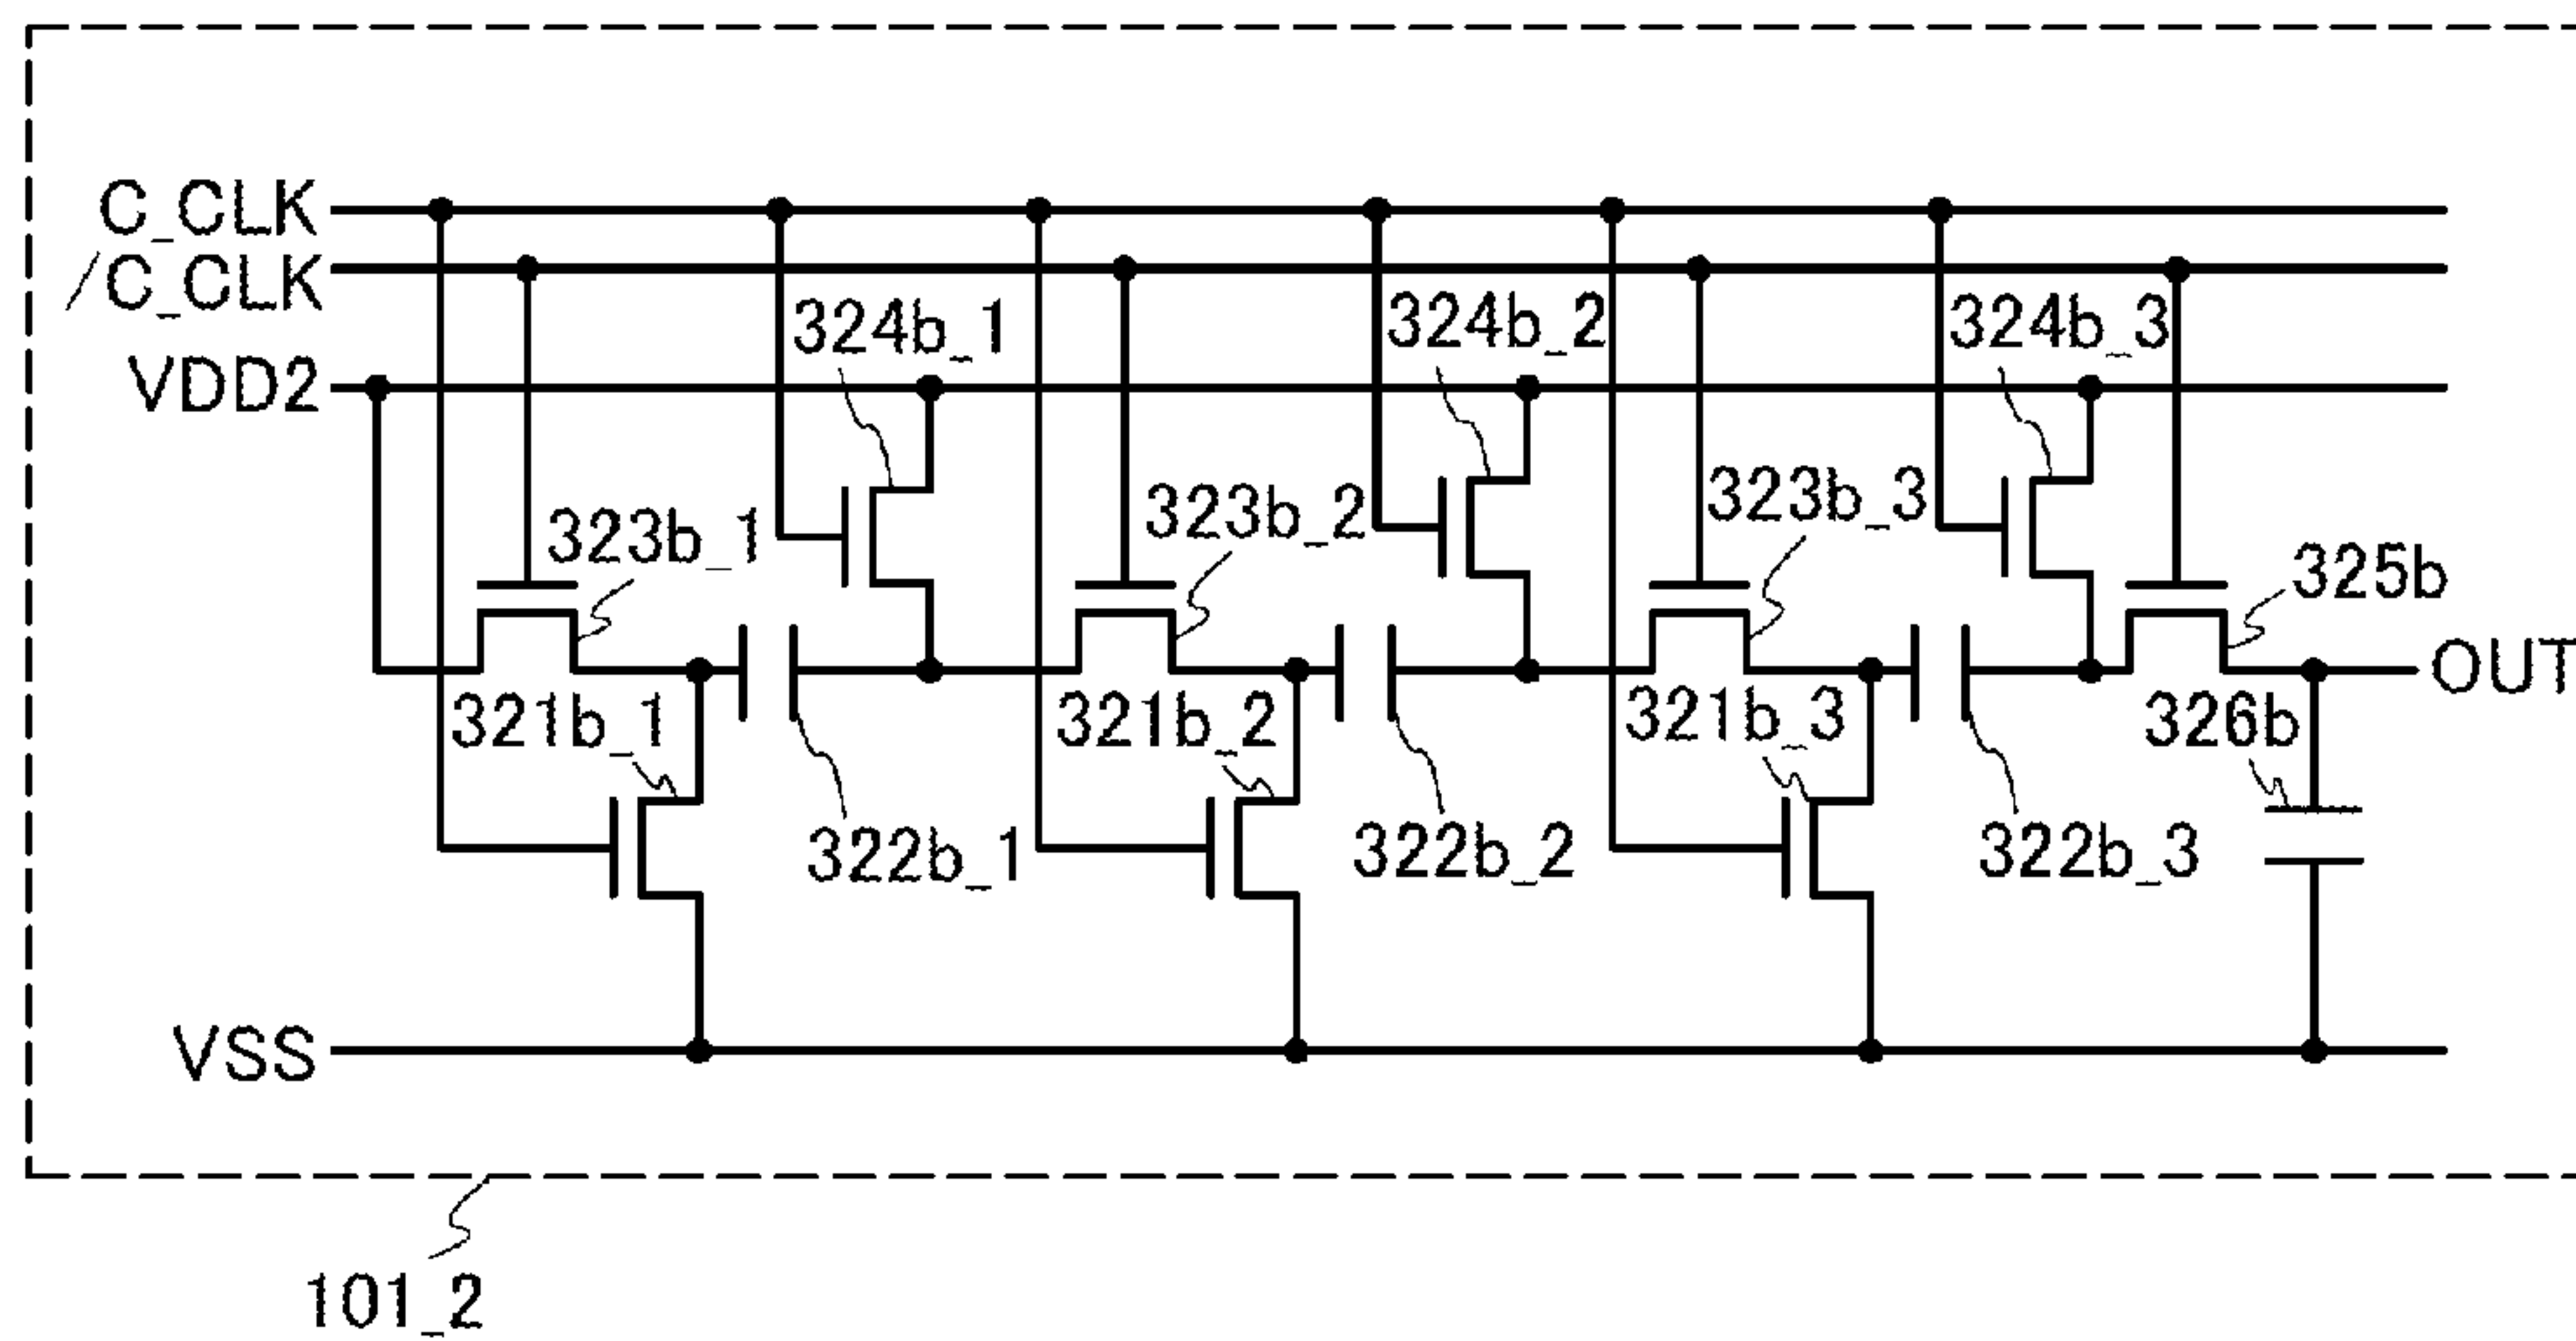 C_CLK
/C_CLK
324b_1
324b_2
324b_3
VDD2
323b_1
323b_2
323b_3
325b
OUT
321b_1
321b_2
321b_3
326b
322b_1
322b_2
322b_3
VSS
101_2